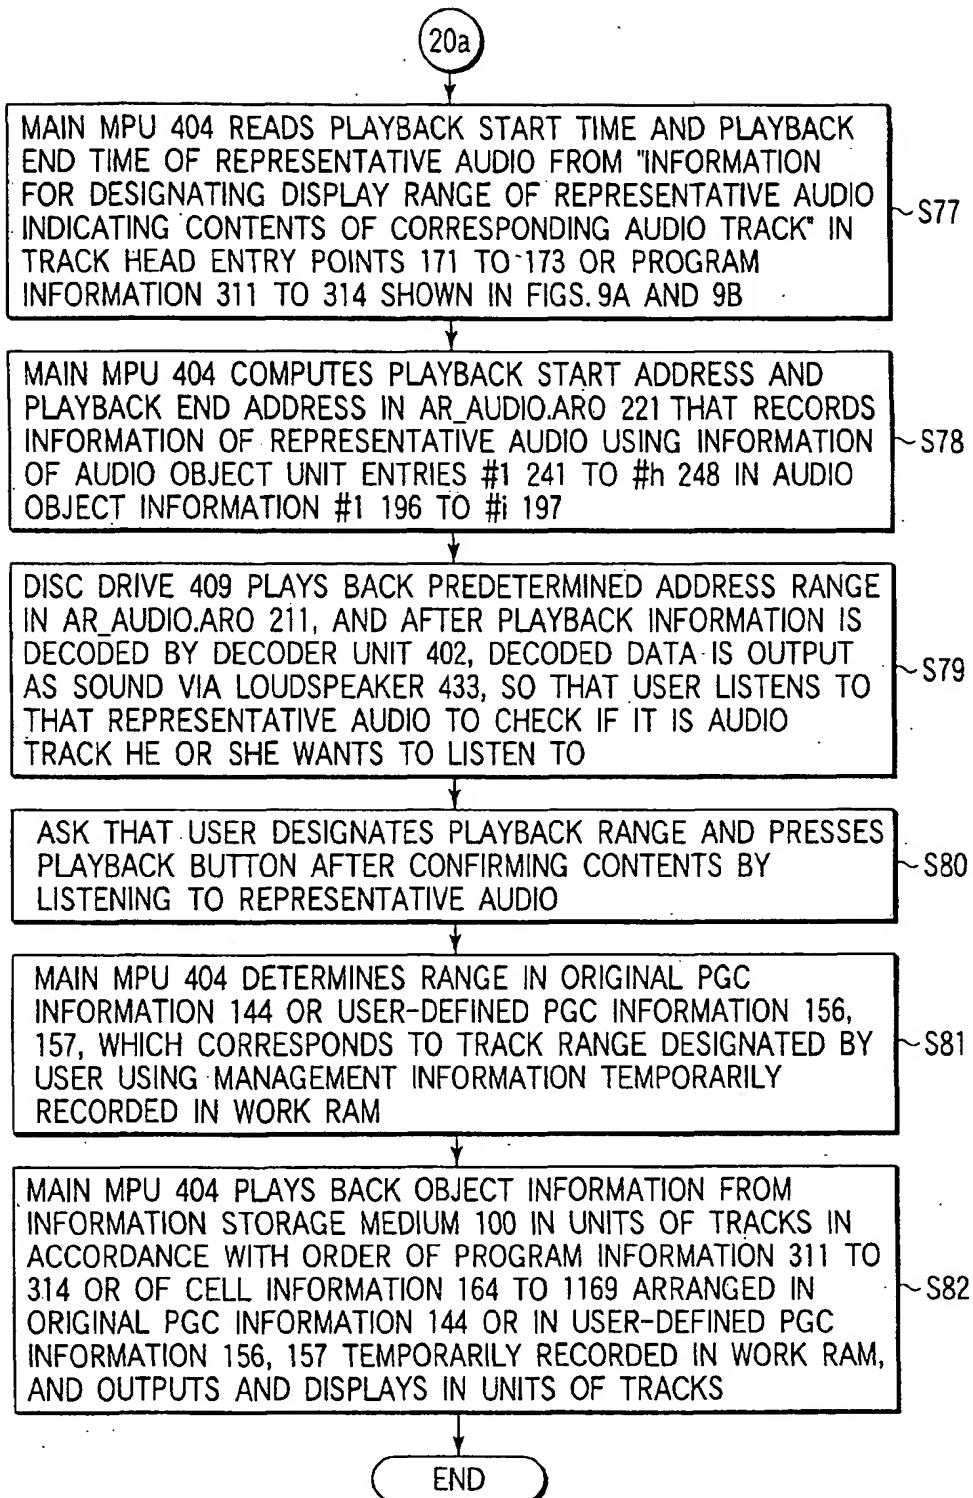 20a
MAIN MPU 404 READS PLAYBACK START TIME AND PLAYBACK
END TIME OF REPRESENTATIVE AUDIO FROM "INFORMATION
FOR DESIGNATING DISPLAY RANGE OF REPRESENTATIVE AUDIO
INDICATING CONTENTS OF CORRESPONDING AUDIO TRACK" IN
TRACK HEAD ENTRY POINTS 171 TO 173 OR PROGRAM
INFORMATION 311 TO 314 SHOWN IN FIGS. 9A AND 9B
S77
MAIN MPU 404 COMPUTES PLAYBACK START ADDRESS AND
PLAYBACK END ADDRESS IN AR_AUDIO.ARO 221 THAT RECORDS
INFORMATION OF REPRESENTATIVE AUDIO USING INFORMATION
OF AUDIO OBJECT UNIT ENTRIES #1 241 TO #h 248 IN AUDIO
OBJECT INFORMATION #1 196 TO #i 197
S78
DISC DRIVE 409 PLAYS BACK PREDETERMINED ADDRESS RANGE
IN AR_AUDIO.ARO 211, AND AFTER PLAYBACK INFORMATION IS
DECODED BY DECODER UNIT 402, DECODED DATA IS OUTPUT
AS SOUND VIA LOUDSPEAKER 433, SO THAT USER LISTENS TO
THAT REPRESENTATIVE AUDIO TO CHECK IF IT IS AUDIO
TRACK HE OR SHE WANTS TO LISTEN TO
S79
ASK THAT USER DESIGNATES PLAYBACK RANGE AND PRESSES
PLAYBACK BUTTON AFTER CONFIRMING CONTENTS BY
LISTENING TO REPRESENTATIVE AUDIO
S80
MAIN MPU 404 DETERMINES RANGE IN ORIGINAL PGC
INFORMATION 144 OR USER-DEFINED PGC INFORMATION 156,
157, WHICH CORRESPONDS TO TRACK RANGE DESIGNATED BY
USER USING MANAGEMENT INFORMATION TEMPORARILY
RECORDED IN WORK RAM
S81
MAIN MPU 404 PLAYS BACK OBJECT INFORMATION FROM
INFORMATION STORAGE MEDIUM 100 IN UNITS OF TRACKS IN
ACCORDANCE WITH ORDER OF PROGRAM INFORMATION 311 TO
314 OR OF CELL INFORMATION 164 TO 1169 ARRANGED IN
ORIGINAL PGC INFORMATION 144 OR IN USER-DEFINED PGC
INFORMATION 156, 157 TEMPORARILY RECORDED IN WORK RAM,
AND OUTPUTS AND DISPLAYS IN UNITS OF TRACKS
S82
END